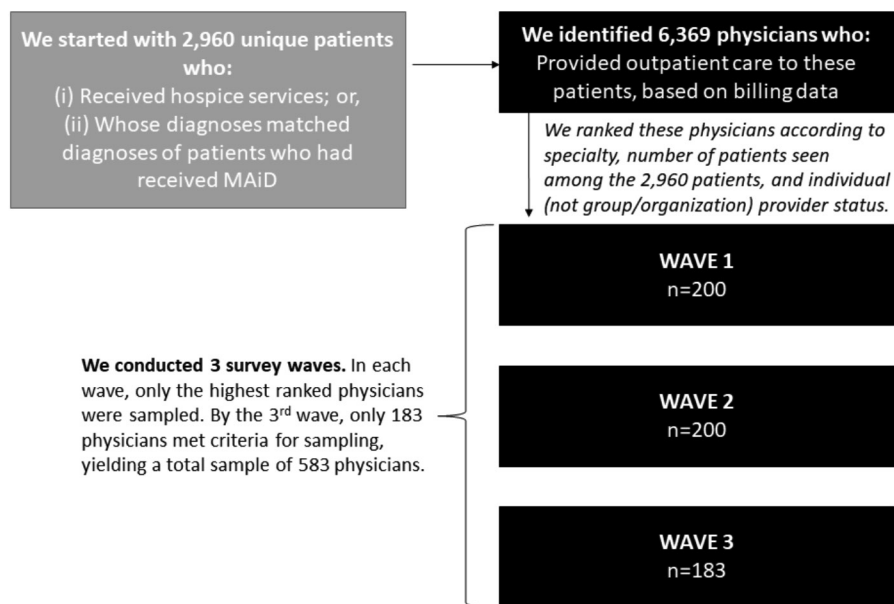 We started with 2,960 unique patients
who:
(i) Received hospice services; or,
(ii) Whose diagnoses matched
diagnoses of patients who had
received MAiD
We identified 6,369 physicians who:
Provided outpatient care to these
patients, based on billing data
We ranked these physicians according to
specialty, number of patients seen
among the 2,960 patients, and individual
(not group/organization) provider status.
WAVE 1
n=200
We conducted 3 survey waves. In each
wave, only the highest ranked physicians
were sampled. By the 3rd wave, only 183
physicians met criteria for sampling,
yielding a total sample of 583 physicians.
WAVE 2
n=200
WAVE 3
n=183